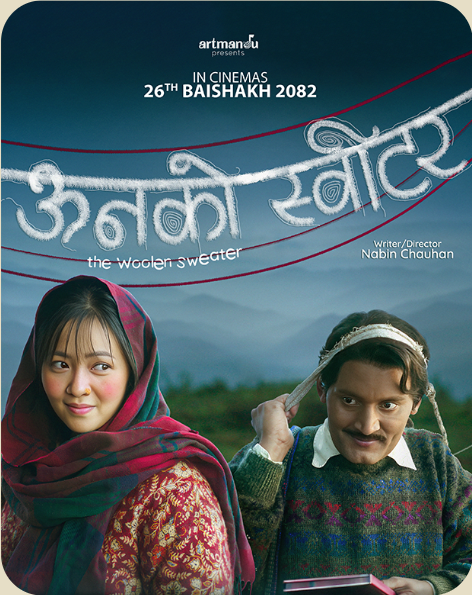 artmandu
presents
IN CINEMAS
26TH BAISHAKH 2082
ऊनको स्वीटर
the woolen sweater
Writer/Director
Nabin Chauhan